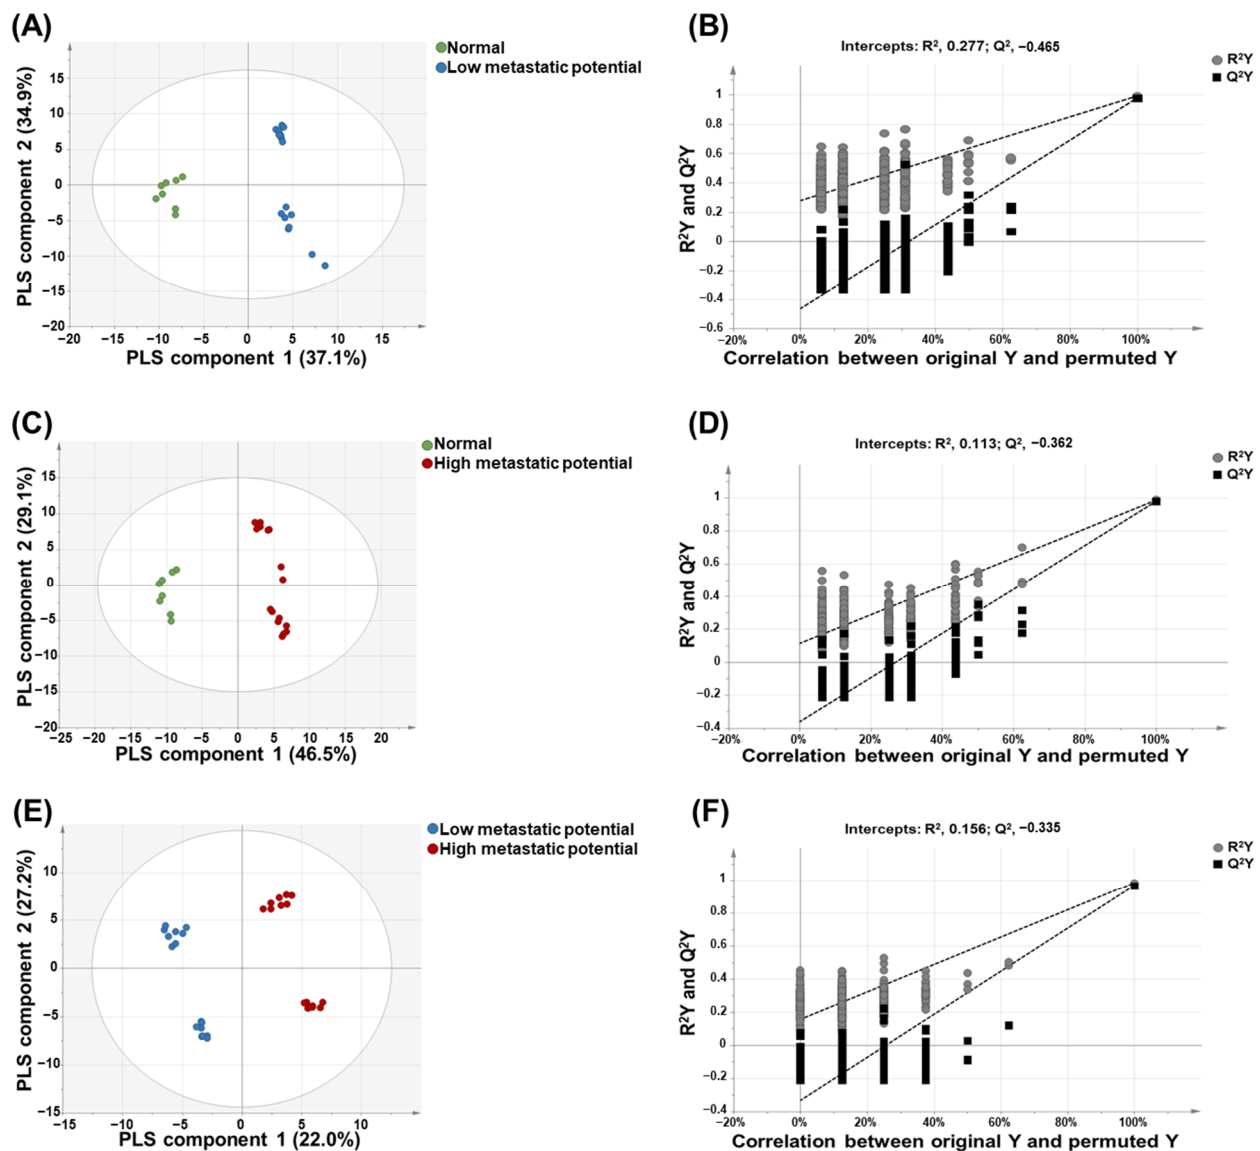 (A)
Normal
Low metastatic potential
PLS component 2 (34.9%)
15
10
5
0
−5
−10
−15
−20
−20 −15 −10 −5 0 5 10 15
PLS component 1 (37.1%)
(B)
Intercepts: R², 0.277; Q², −0.465
R²Y
Q²Y
R²Y and Q²Y
1
0.8
0.6
0.4
0.2
0
−0.2
−0.4
−0.6
−20% 0% 20% 40% 60% 80% 100%
Correlation between original Y and permuted Y
(C)
Normal
High metastatic potential
PLS component 2 (29.1%)
15
10
5
0
−5
−10
−15
−20
−25 −20 −15 −10 −5 0 5 10 15 20
PLS component 1 (46.5%)
(D)
Intercepts: R², 0.113; Q², −0.362
R²Y
Q²Y
R²Y and Q²Y
1
0.8
0.6
0.4
0.2
0
−0.2
−0.4
−20% 0% 20% 40% 60% 80% 100%
Correlation between original Y and permuted Y
(E)
Low metastatic potential
High metastatic potential
PLS component 2 (27.2%)
10
5
0
−5
−10
−15
−15 −10 −5 0 5 10
PLS component 1 (22.0%)
(F)
Intercepts: R², 0.156; Q², −0.335
R²Y
Q²Y
R²Y and Q²Y
1
0.8
0.6
0.4
0.2
0
−0.2
−0.4
−20% 0% 20% 40% 60% 80% 100%
Correlation between original Y and permuted Y